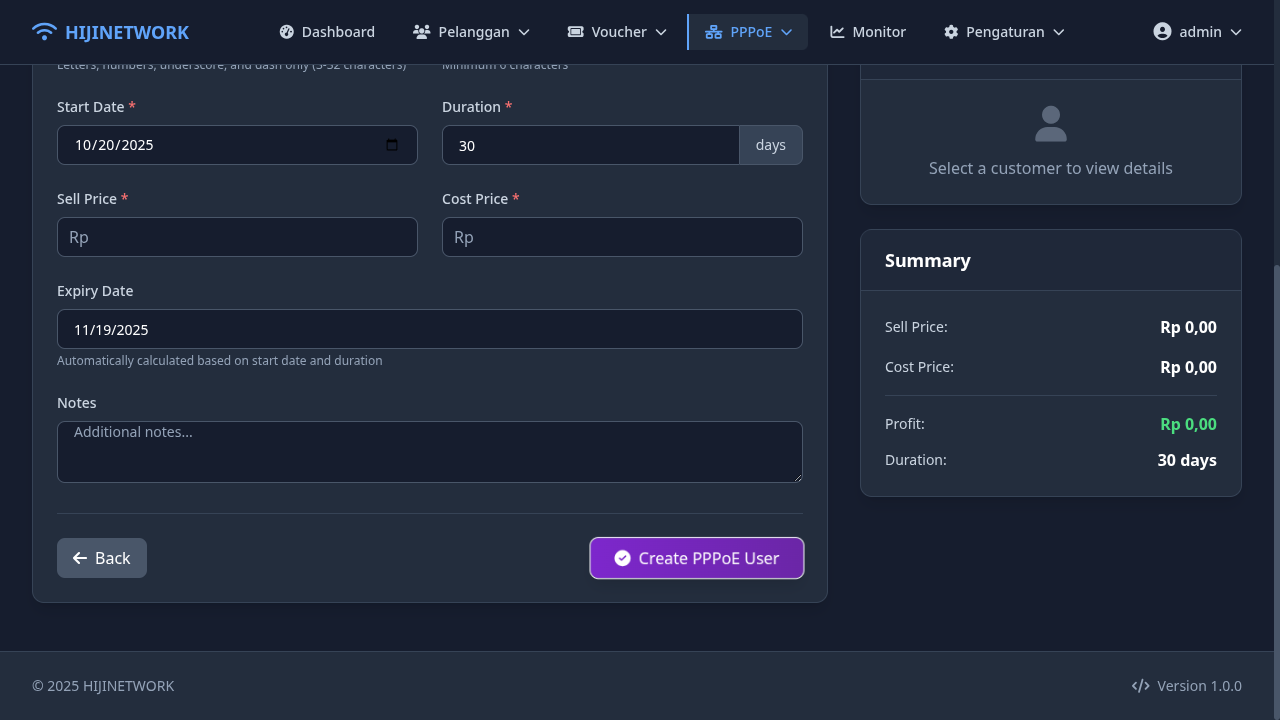 HIJINETWORK
Dashboard
Pelanggan
Voucher
PPPoE
Monitor
Pengaturan
admin
Letters, numbers, underscore, and dash only (3-32 characters)
Minimum 6 characters
Start Date *
Duration *
10/20/2025
30
days
Select a customer to view details
Sell Price *
Cost Price *
Rp
Rp
Summary
Expiry Date
11/19/2025
Automatically calculated based on start date and duration
Sell Price:
Rp 0,00
Cost Price:
Rp 0,00
Notes
Additional notes...
Profit:
Rp 0,00
Duration:
30 days
Back
Create PPPoE User
© 2025 HIJINETWORK
Version 1.0.0